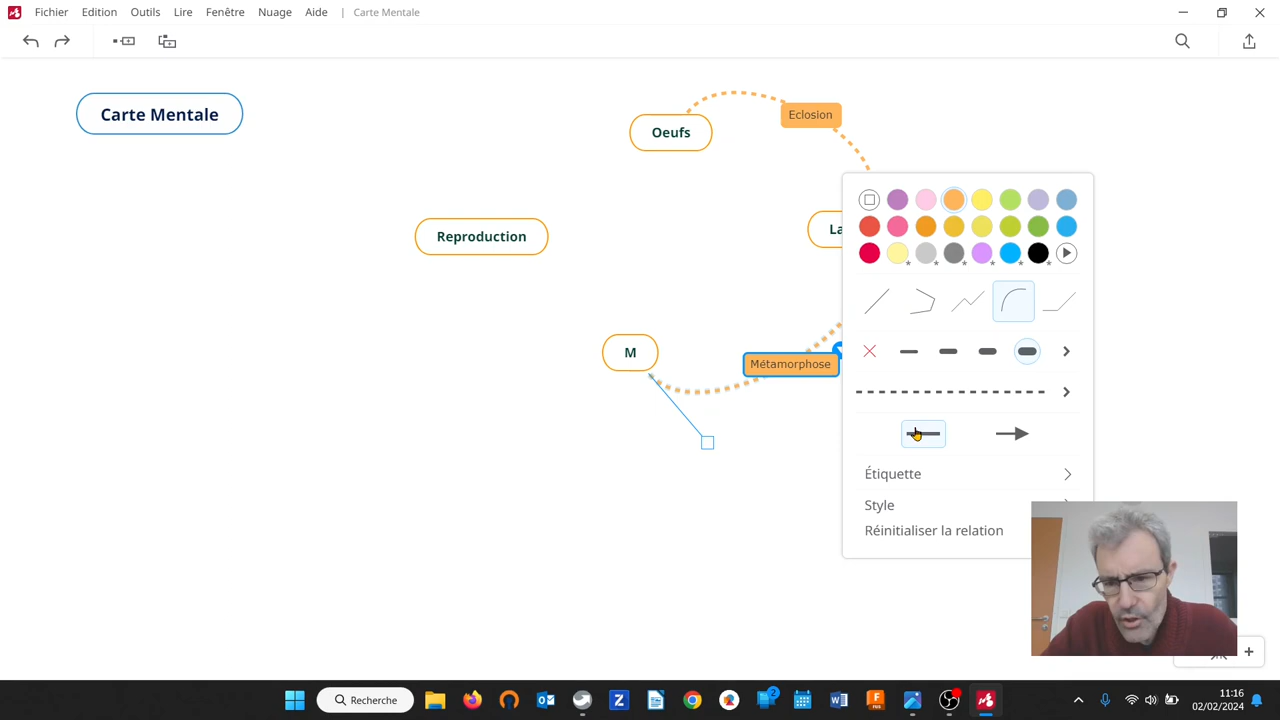 Fichier Edition Outils Lire Fenêtre Nuage Aide | Carte Mentale
Carte Mentale
Eclosion
Oeufs
Reproduction
La
M
Métamorphose
Étiquette
Style
Réinitialiser la relation
Recherche
2
11:16
02/02/2024